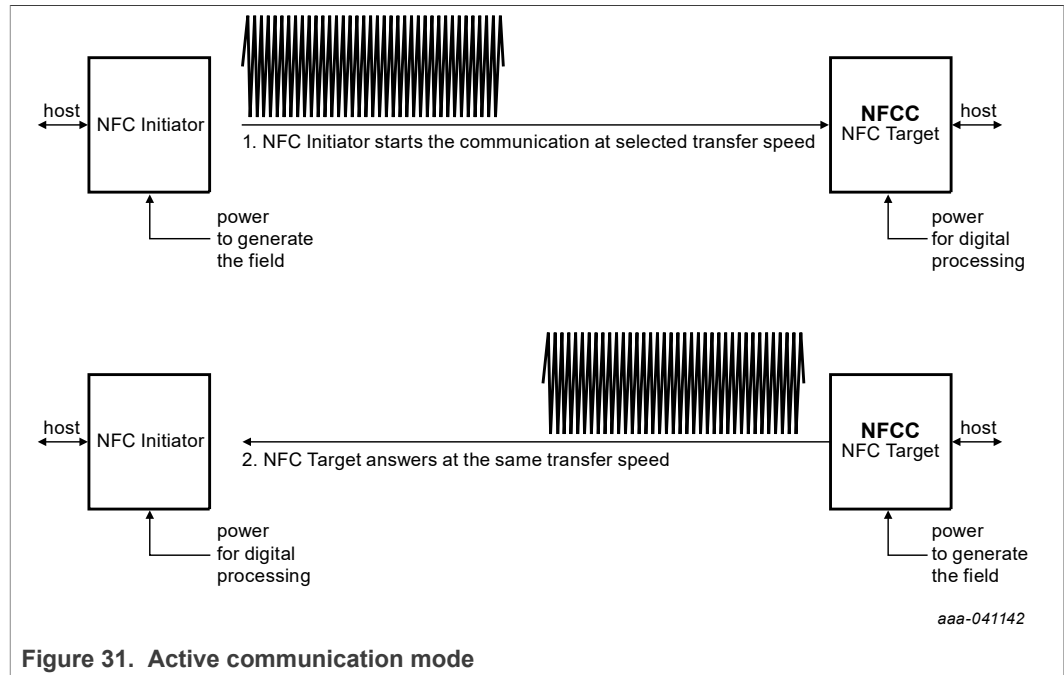 host
NFC Initiator
1. NFC Initiator starts the communication at selected transfer speed
NFCC
NFC Target
host
power
to generate
the field
power
for digital
processing
host
NFC Initiator
2. NFC Target answers at the same transfer speed
NFCC
NFC Target
host
power
for digital
processing
power
to generate
the field
aaa-041142
Figure 31. Active communication mode